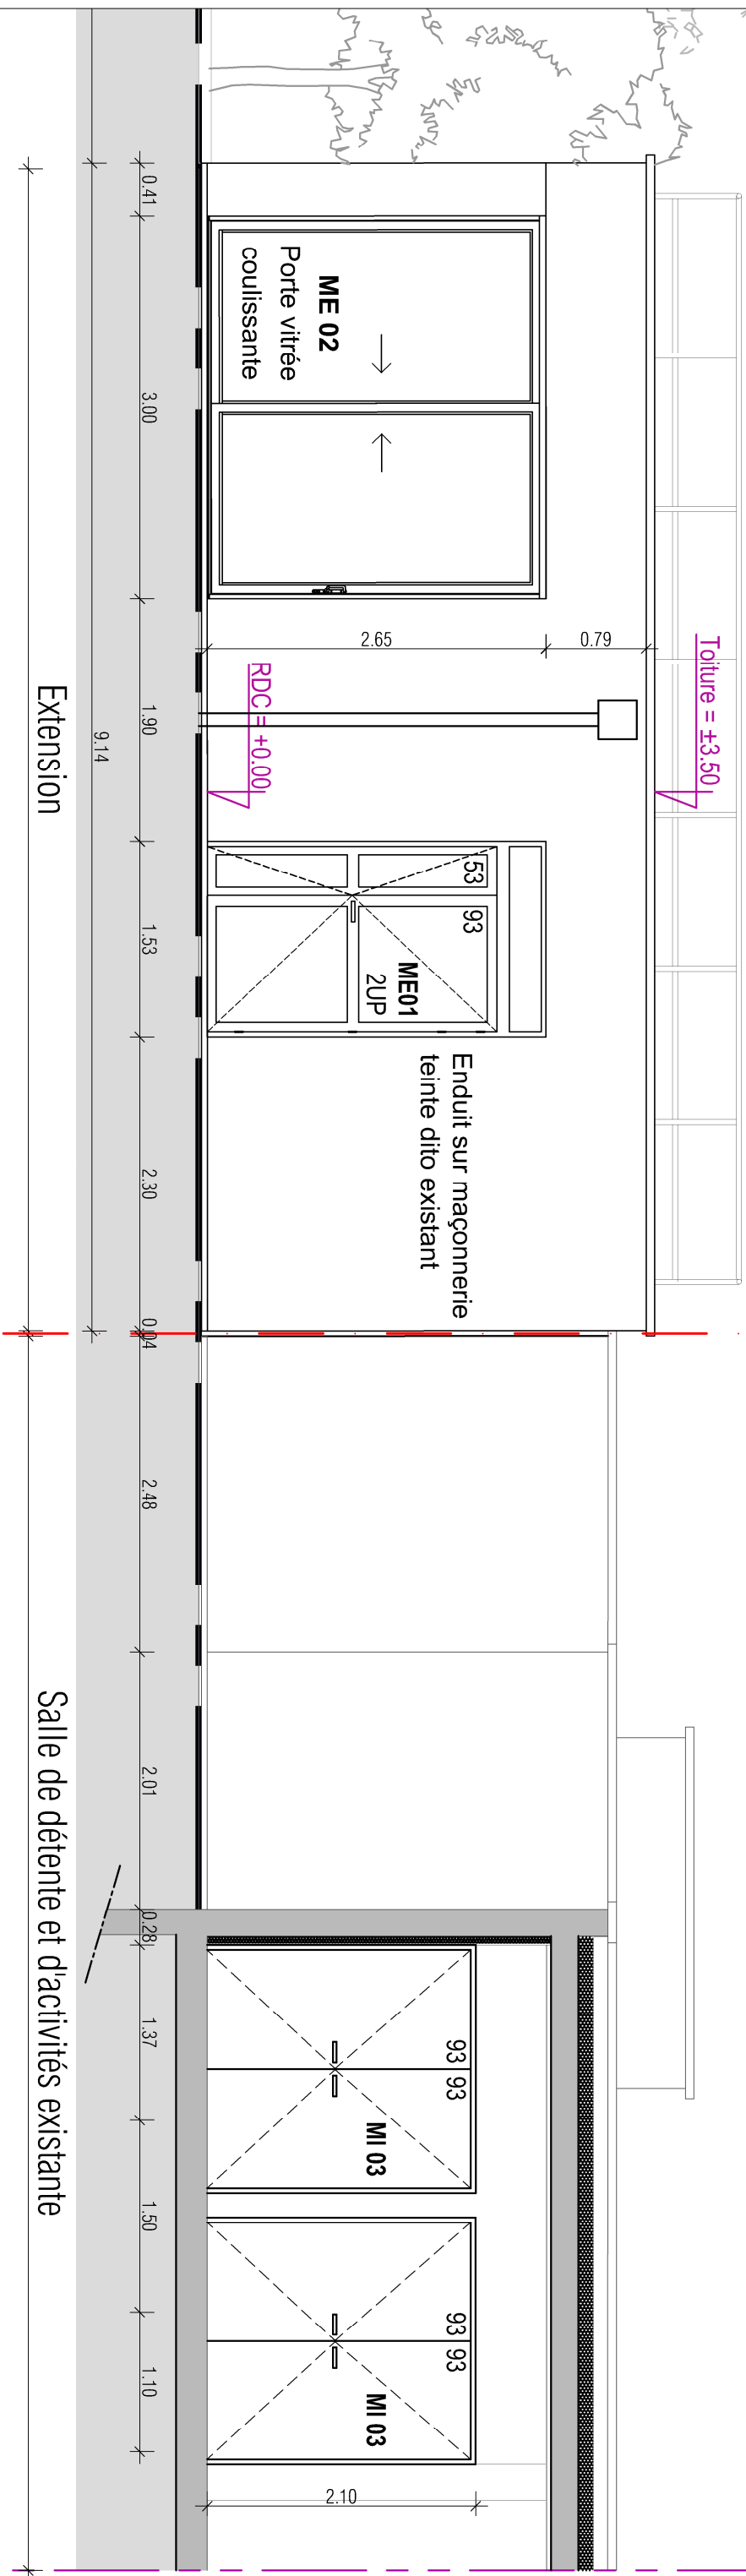 Toiture = ±3.50
0.79
2.65
ME 02
Porte vitrée
coulissante
RDC = +0.00
53
93
ME01
2UP
Enduit sur maçonnerie
teinte dito existant
93
93
MI 03
93
93
MI 03
2.10
0.41
3.00
1.90
1.53
2.30
0.04
2.48
2.01
0.28
1.37
1.50
1.10
9.14
Extension
Salle de détente et d'activités existante